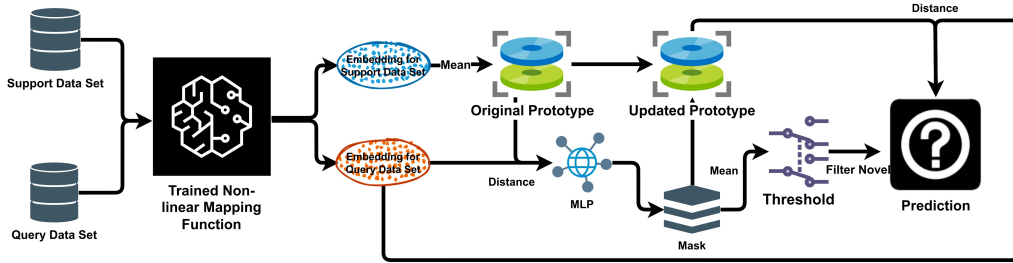 Support Data Set
Query Data Set
Trained Non-
linear Mapping
Function
Embedding for
Support Data Set
Embedding for
Query Data Set
Mean
Original Prototype
Updated Prototype
Distance
Distance
MLP
Mask
Mean
Threshold
Filter Novel
Prediction